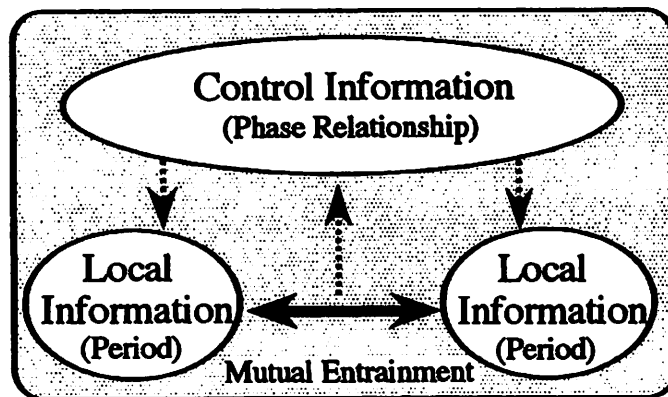 Control Information
(Phase Relationship)
Local
Information
(Period)
Local
Information
(Period)
Mutual Entrainment